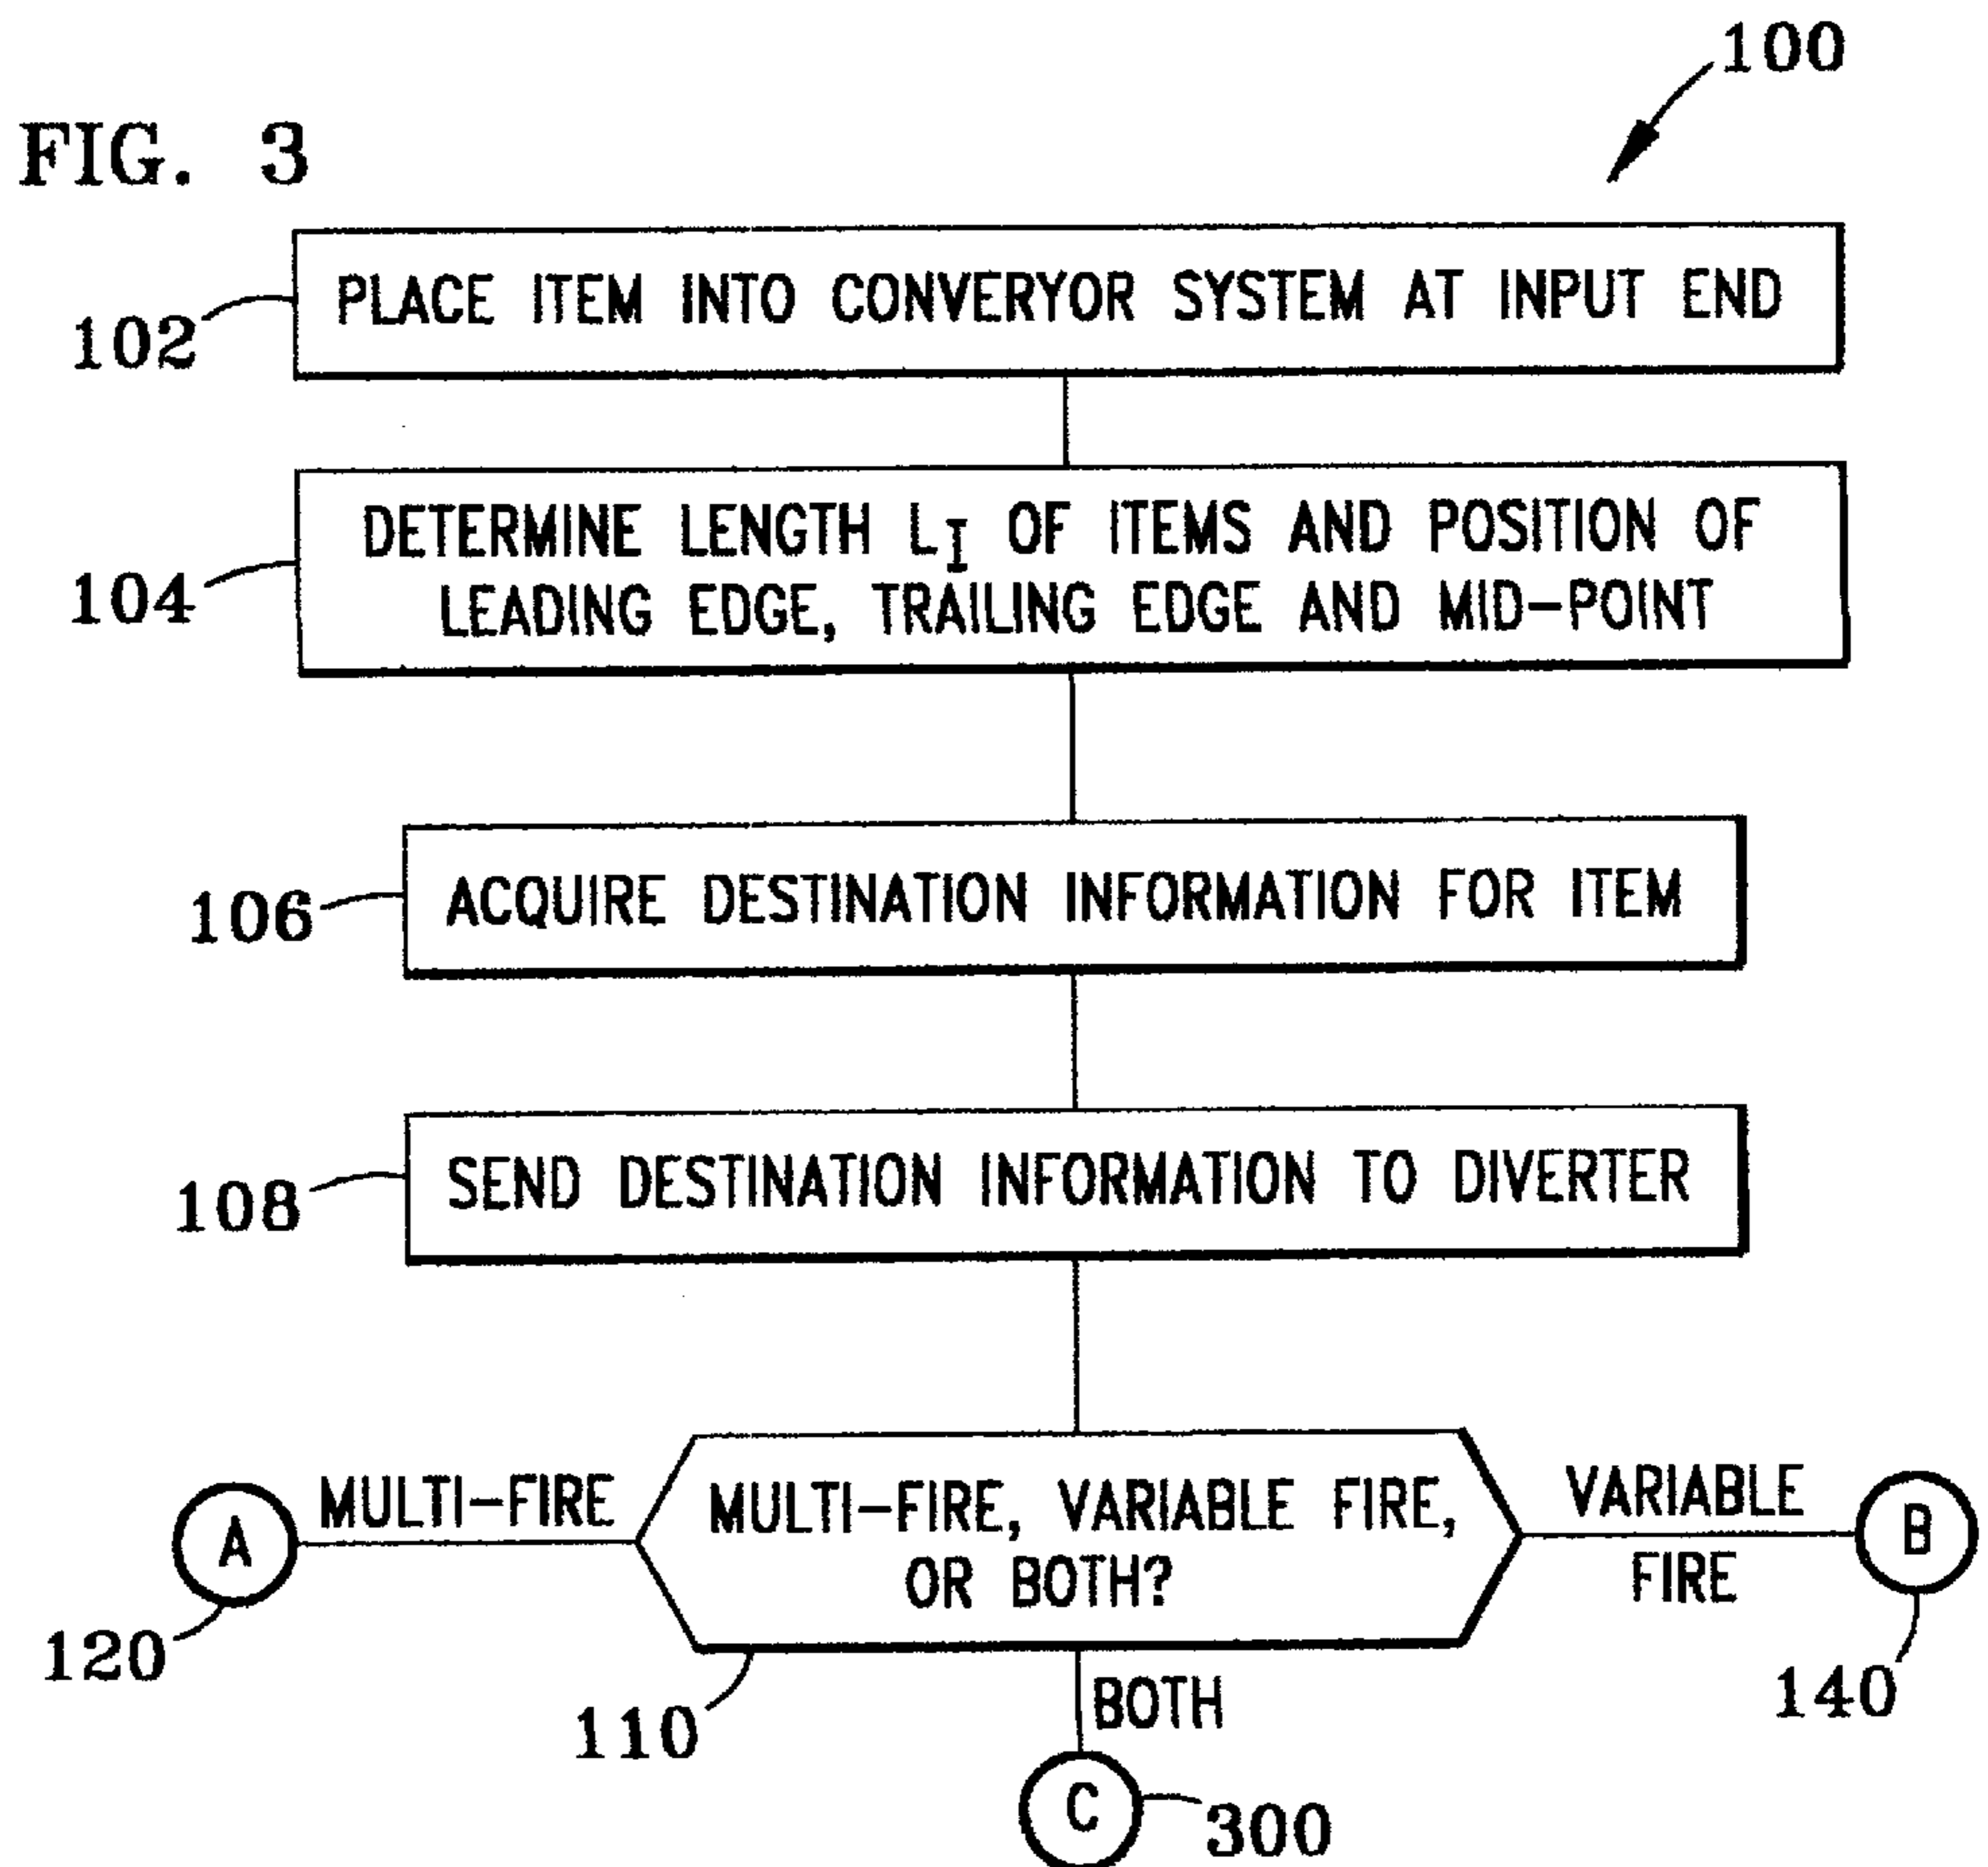 100
FIG. 3
PLACE ITEM INTO CONVERYOR SYSTEM AT INPUT END
102
DETERMINE LENGTH LI OF ITEMS AND POSITION OF
LEADING EDGE, TRAILING EDGE AND MID-POINT
104
ACQUIRE DESTINATION INFORMATION FOR ITEM
106
SEND DESTINATION INFORMATION TO DIVERTER
108
A
MULTI-FIRE
MULTI-FIRE, VARIABLE FIRE,
OR BOTH?
VARIABLE
FIRE
B
120
110
BOTH
140
C
300